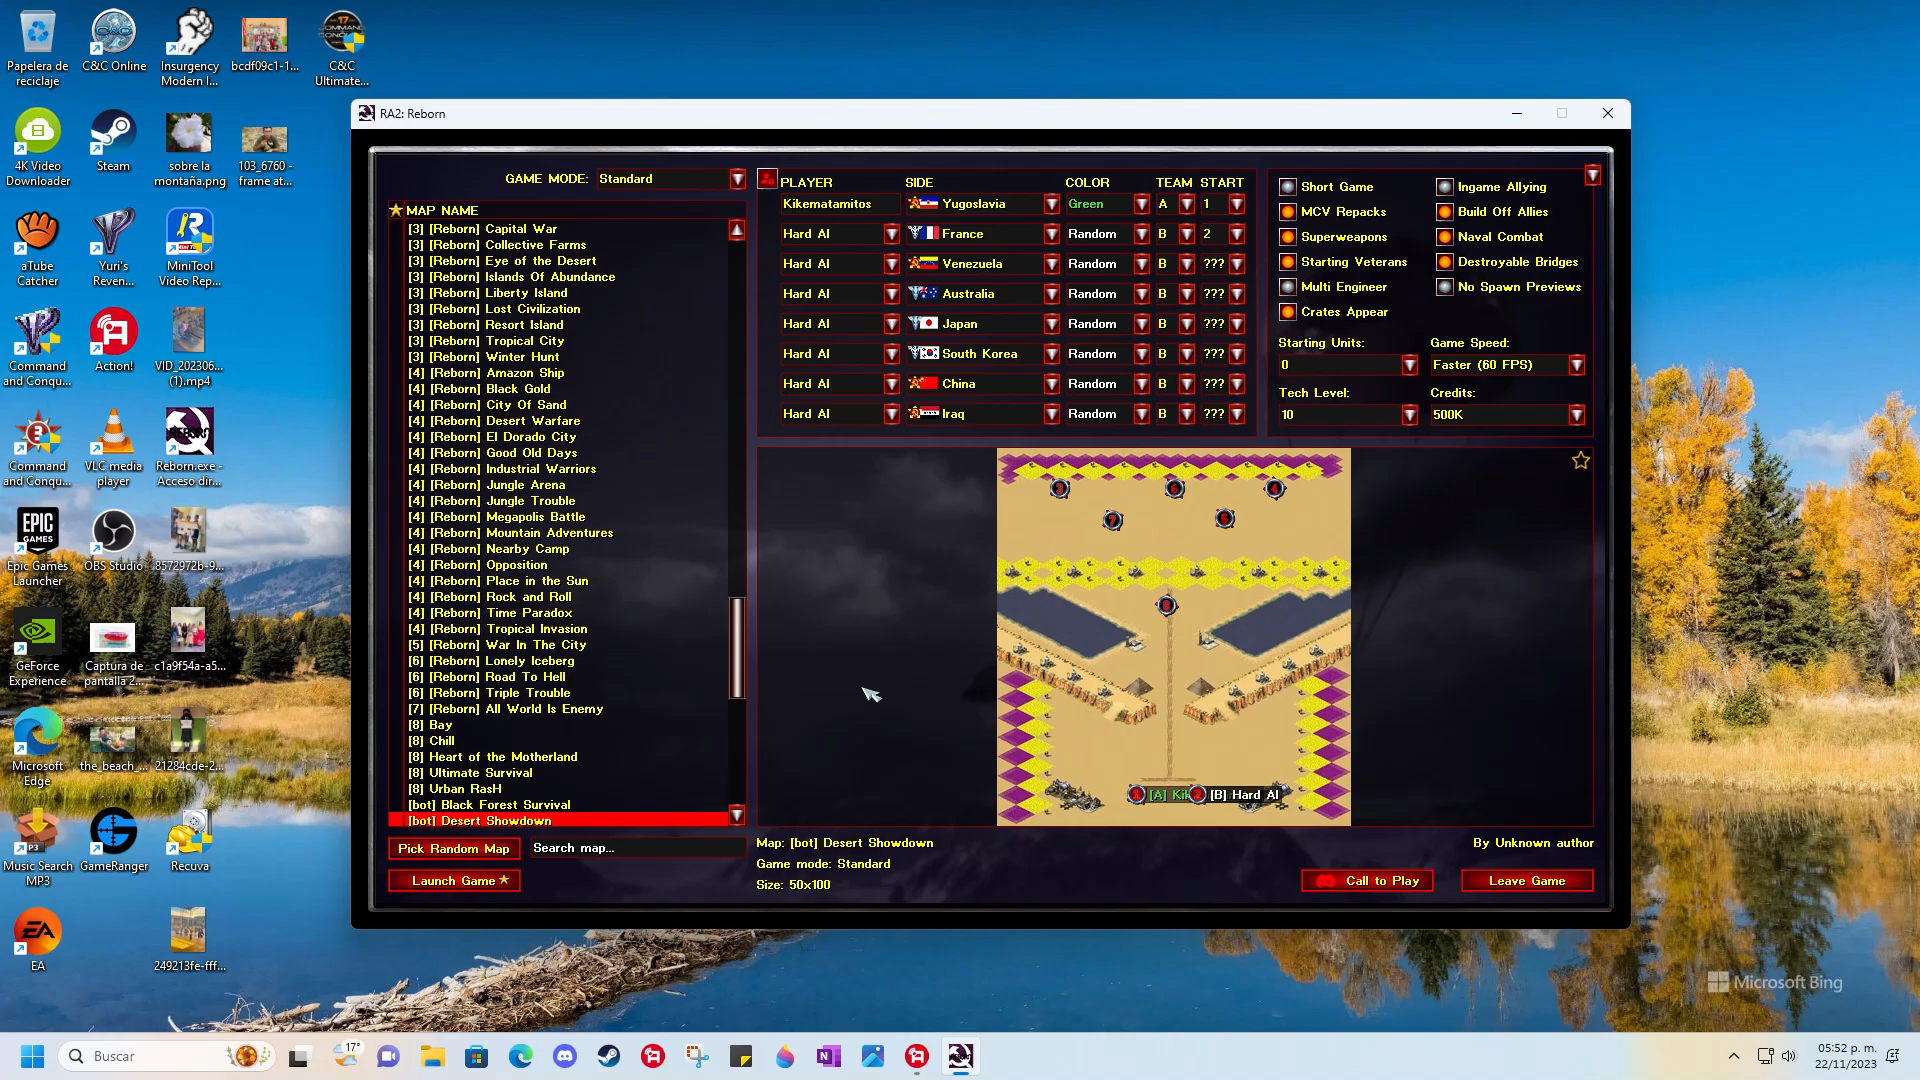 Papelera de
reciclaje
C&C Online
Insurgency
Modern I...
bcdf09c1-1...
C&C
Ultimate...
4K Video
Downloader
Steam
sobre la
montaña.png
103_6760 -
frame at...
aTube
Catcher
Yuri's
Reven...
MiniTool
Video Rep...
Command
and Conqu...
Action!
VID_202306...
(1).mp4
Command
and Conqu...
VLC media
player
Reborn.exe -
Acceso dir...
Epic Games
Launcher
OBS Studio
8572972b-9...
GeForce
Experience
Captura de
pantalla 2...
c1a9f54a-a5...
Microsoft
Edge
the_beach_...
21284cde-2...
Music Search
MP3
GameRanger
Recuva
EA
249213fe-fff...
RA2: Reborn
GAME MODE: Standard
MAP NAME
[3] [Reborn] Capital War
[3] [Reborn] Collective Farms
[3] [Reborn] Eye of the Desert
[3] [Reborn] Islands Of Abundance
[3] [Reborn] Liberty Island
[3] [Reborn] Lost Civilization
[3] [Reborn] Resort Island
[3] [Reborn] Tropical City
[3] [Reborn] Winter Hunt
[4] [Reborn] Amazon Ship
[4] [Reborn] Black Gold
[4] [Reborn] City Of Sand
[4] [Reborn] Desert Warfare
[4] [Reborn] El Dorado City
[4] [Reborn] Good Old Days
[4] [Reborn] Industrial Warriors
[4] [Reborn] Jungle Arena
[4] [Reborn] Jungle Trouble
[4] [Reborn] Megapolis Battle
[4] [Reborn] Mountain Adventures
[4] [Reborn] Nearby Camp
[4] [Reborn] Opposition
[4] [Reborn] Place in the Sun
[4] [Reborn] Rock and Roll
[4] [Reborn] Time Paradox
[4] [Reborn] Tropical Invasion
[5] [Reborn] War In The City
[6] [Reborn] Lonely Iceberg
[6] [Reborn] Road To Hell
[6] [Reborn] Triple Trouble
[7] [Reborn] All World Is Enemy
[8] Bay
[8] Chill
[8] Heart of the Motherland
[8] Ultimate Survival
[8] Urban RasH
[bot] Black Forest Survival
[bot] Desert Showdown
Pick Random Map
Search map...
Launch Game
PLAYER SIDE COLOR TEAM START
Kikematamitos Yugoslavia Green A 1
Hard AI France Random B 2
Hard AI Venezuela Random B ???
Hard AI Australia Random B ???
Hard AI Japan Random B ???
Hard AI South Korea Random B ???
Hard AI China Random B ???
Hard AI Iraq Random B ???
Short Game Ingame Allying
MCV Repacks Build Off Allies
Superweapons Naval Combat
Starting Veterans Destroyable Bridges
Multi Engineer No Spawn Previews
Crates Appear
Starting Units: Game Speed:
0 Faster (60 FPS)
Tech Level: Credits:
10 500K
[A] Kik
[B] Hard AI
Map: [bot] Desert Showdown
By Unknown author
Game mode: Standard
Size: 50x100
Call to Play
Leave Game
Microsoft Bing
Buscar
17°
05:52 p. m.
22/11/2023